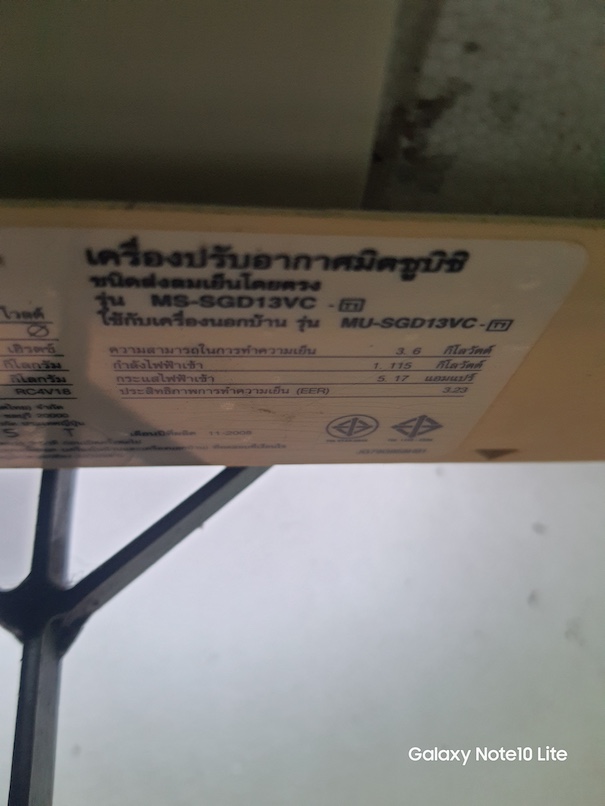 เครื่องปรับอากาศมิตซูบิชิ
ชนิดส่งลมเย็นโดยตรง
รุ่น MS-SGD13VC - T1
ใช้กับเครื่องนอกบ้าน รุ่น MU-SGD13VC - T1
โวลต์
เฮิรตซ์
กิโลกรัม
กิโลกรัม
RC4V18
ความสามารถในการทำความเย็น 3.6 กิโลวัตต์
กำลังไฟฟ้าเข้า 1.115 กิโลวัตต์
กระแสไฟฟ้าเข้า 5.17 แอมแปร์
ประสิทธิภาพการทำความเย็น (EER) 3.23
S T
11-2008
Galaxy Note10 Lite